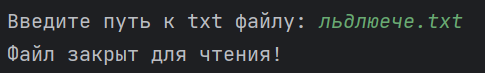 Введите путь к txt файлу: льдлюече.txt
Файл закрыт для чтения!